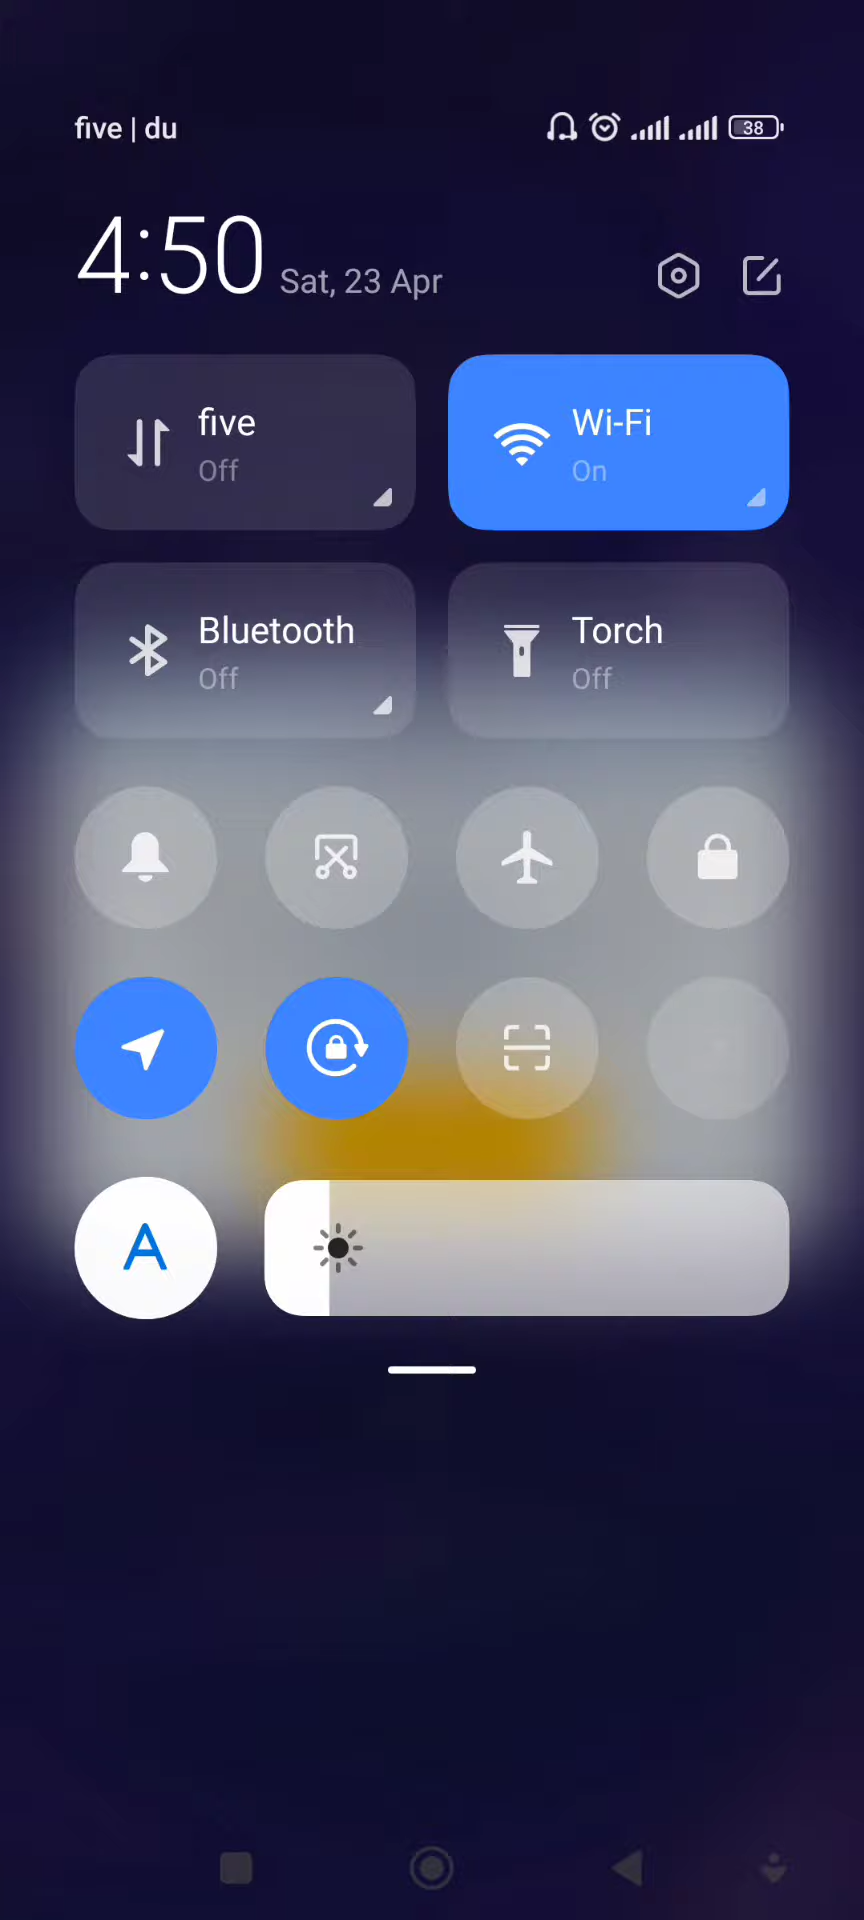 five | du
38
4:50 Sat, 23 Apr
five
Off
Wi-Fi
On
Bluetooth
Off
Torch
Off
A